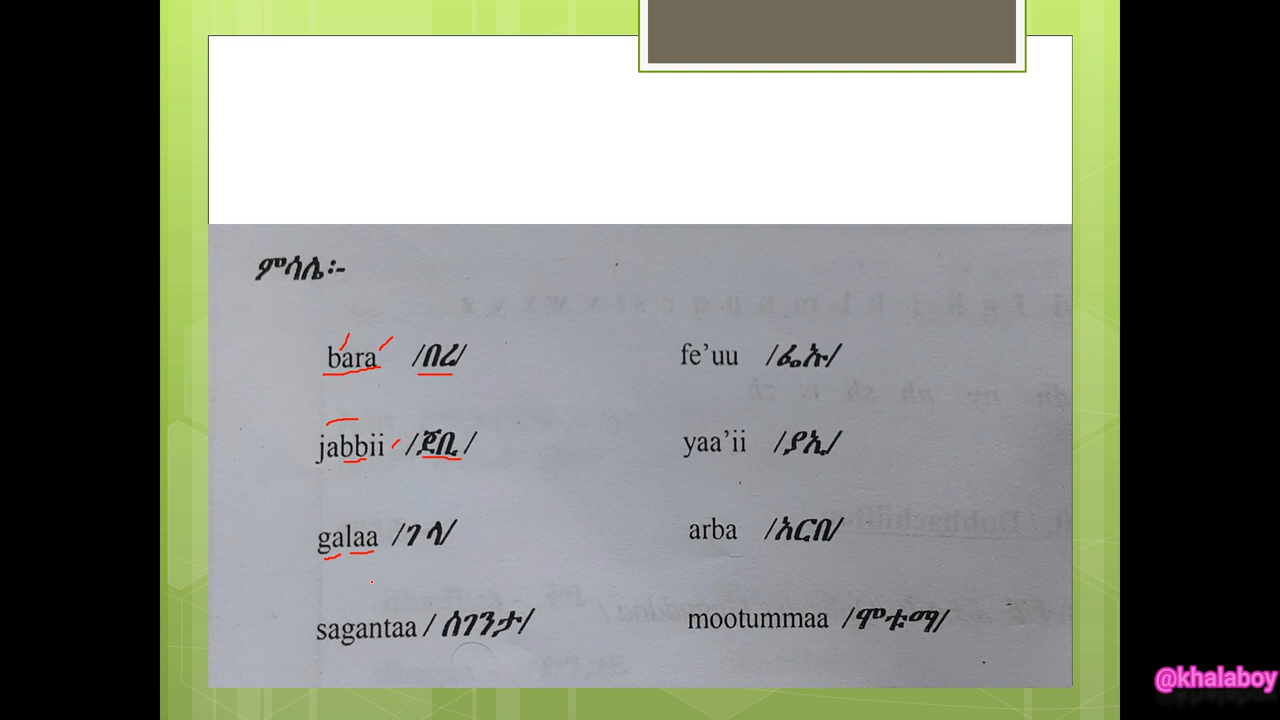 ምሳሌ፡-
bara /በረ/ fe'uu /ፌኡ/
jabbii /ጀቢ/ yaa'ii /ያኢ/
galaa /ገላ/ arba /አርበ/
sagantaa /ሰገንታ/ mootummaa /ሞቱማ/
@khalaboy